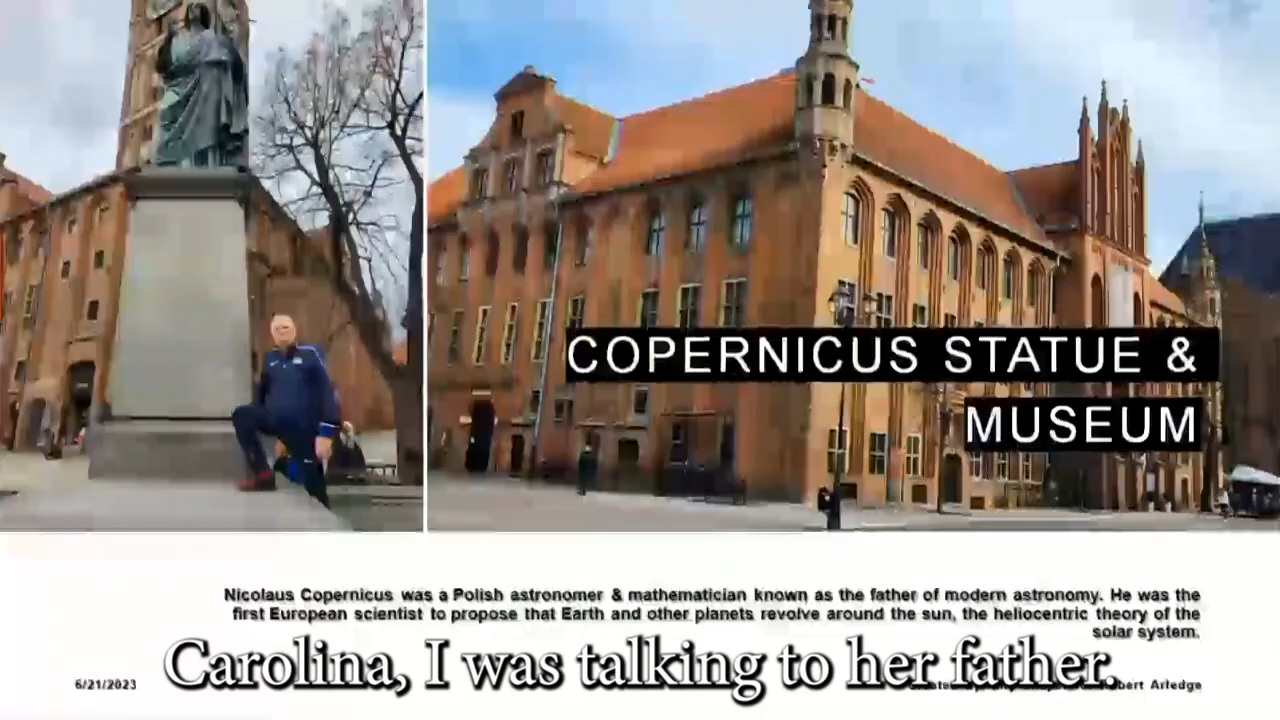 COPERNICUS STATUE &
MUSEUM
Nicolaus Copernicus was a Polish astronomer & mathematician known as the father of modern astronomy. He was the
first European scientist to propose that Earth and other planets revolve around the sun, the heliocentric theory of the
solar system.
Carolina, I was talking to her father.
6/21/2023
Arledge